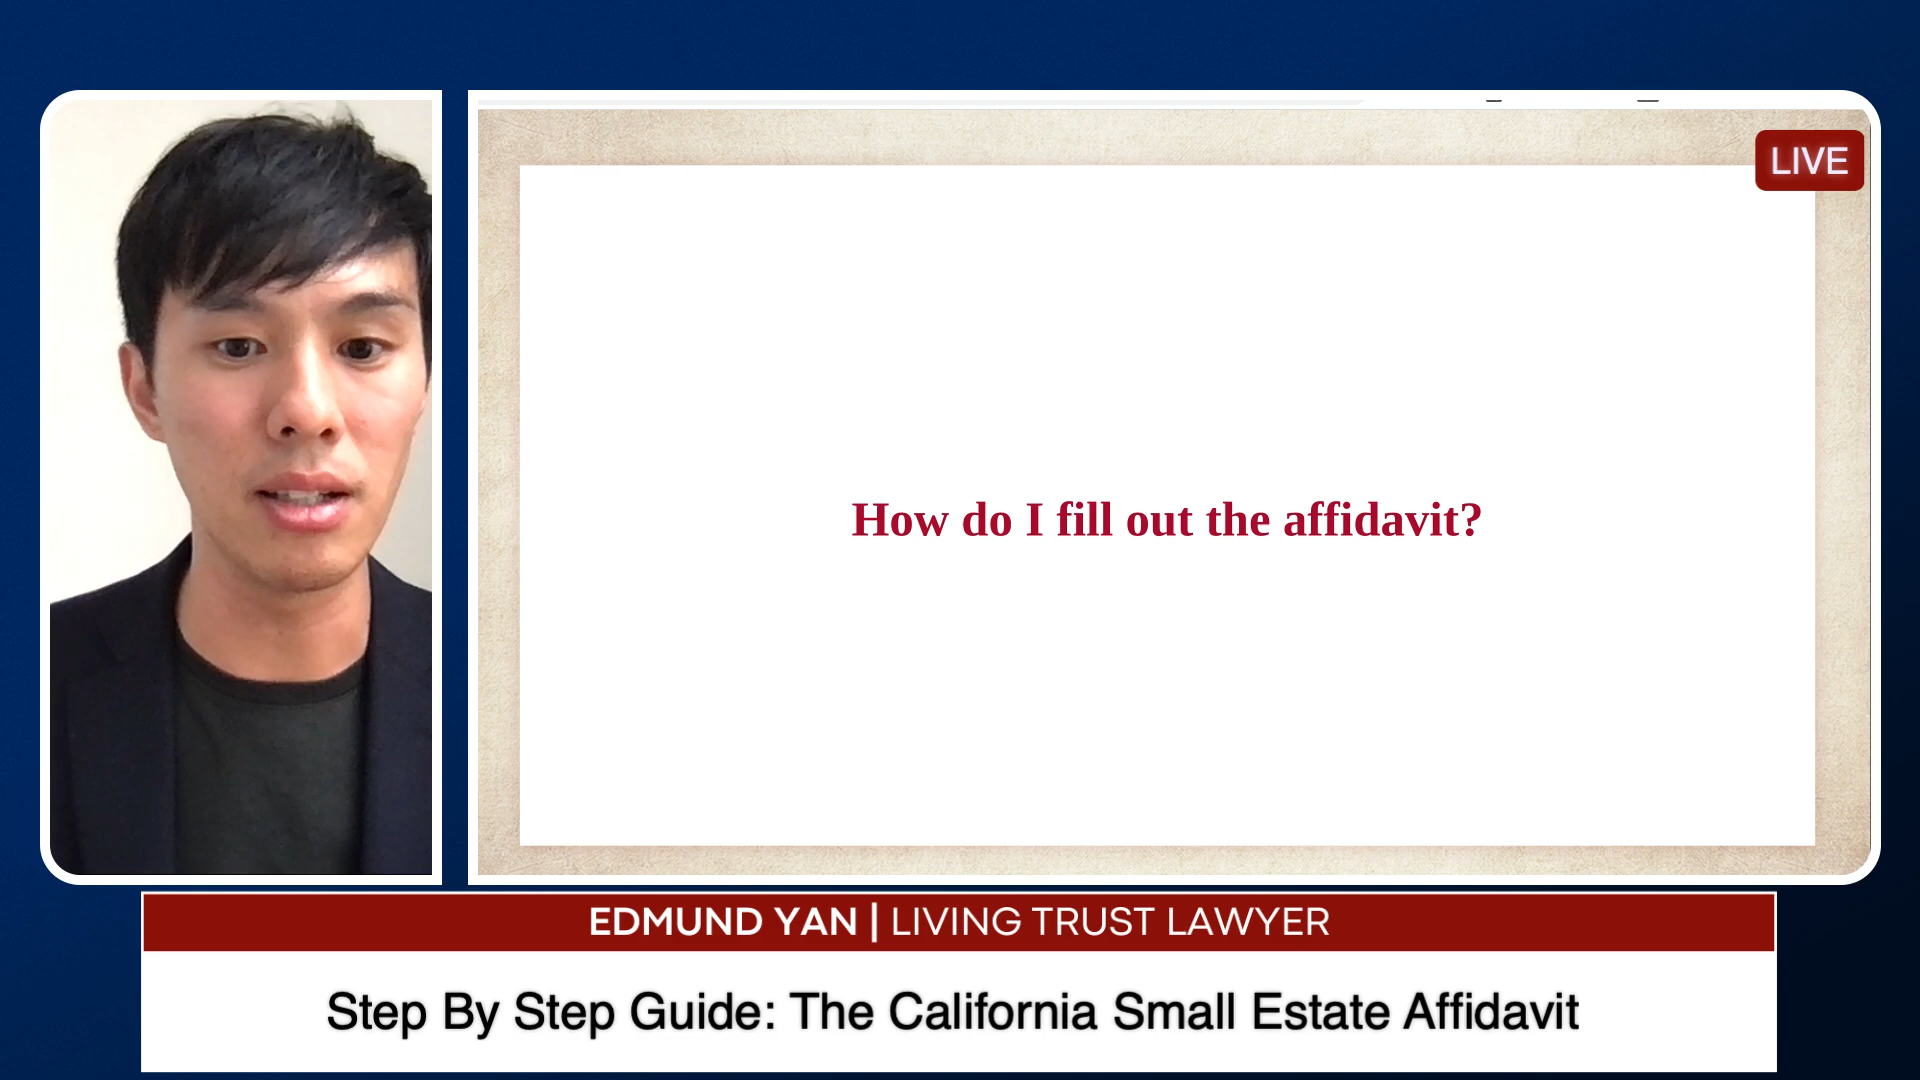 LIVE
How do I fill out the affidavit?
EDMUND YAN | LIVING TRUST LAWYER
Step By Step Guide: The California Small Estate Affidavit